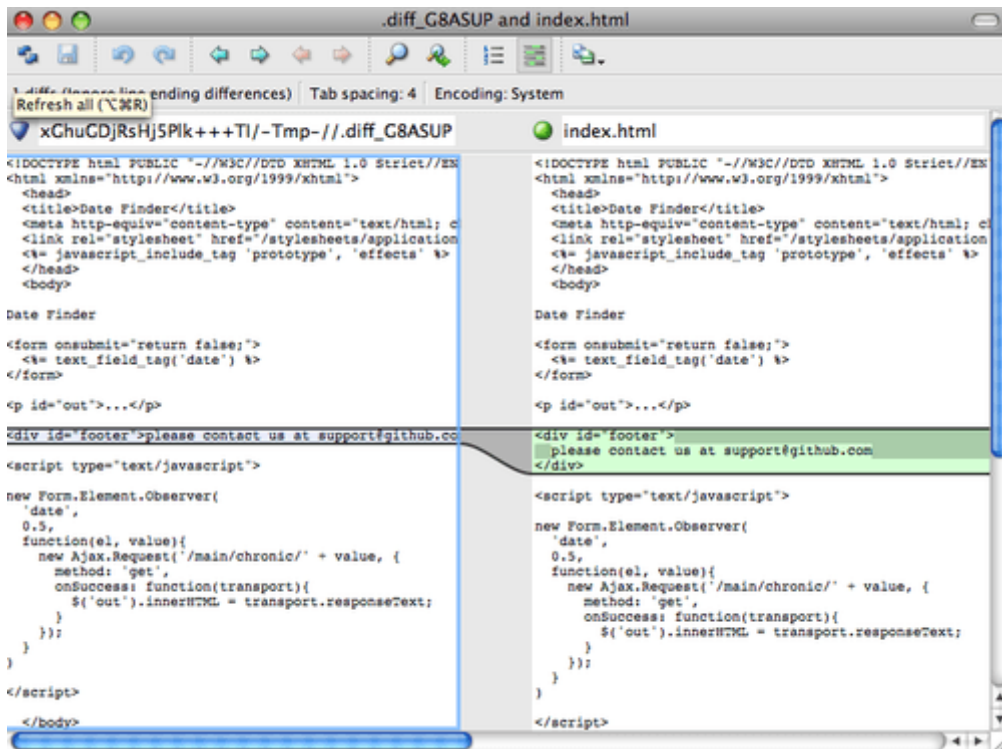 .diff_G8ASUP and index.html
1 diffs (Ignore line ending differences) Tab spacing: 4 Encoding: System
Refresh all (⌥⌘R)
xGhuGDjRsHj5Plk+++TI/-Tmp-//.diff_G8ASUP
<!DOCTYPE html PUBLIC "-//W3C//DTD XHTML 1.0 Strict//EN
<html xmlns="http://www.w3.org/1999/xhtml">
<head>
<title>Date Finder</title>
<meta http-equiv="content-type" content="text/html; c
<link rel="stylesheet" href="/stylesheets/application
<%= javascript_include_tag 'prototype', 'effects' %>
</head>
<body>
Date Finder
<form onsubmit="return false;">
<%= text_field_tag('date') %>
</form>
<p id="out">...</p>
<div id="footer">please contact us at support@github.co
<script type="text/javascript">
new Form.Element.Observer(
'date',
0.5,
function(el, value){
new Ajax.Request('/main/chronic/' + value, {
method: 'get',
onSuccess: function(transport){
$('out').innerHTML = transport.responseText;
}
});
}
)
</script>
</body>
index.html
<!DOCTYPE html PUBLIC "-//W3C//DTD XHTML 1.0 Strict//EN
<html xmlns="http://www.w3.org/1999/xhtml">
<head>
<title>Date Finder</title>
<meta http-equiv="content-type" content="text/html; c
<link rel="stylesheet" href="/stylesheets/application
<%= javascript_include_tag 'prototype', 'effects' %>
</head>
<body>
Date Finder
<form onsubmit="return false;">
<%= text_field_tag('date') %>
</form>
<p id="out">...</p>
<div id="footer">
please contact us at support@github.com
</div>
<script type="text/javascript">
new Form.Element.Observer(
'date',
0.5,
function(el, value){
new Ajax.Request('/main/chronic/' + value, {
method: 'get',
onSuccess: function(transport){
$('out').innerHTML = transport.responseText;
}
});
}
)
</script>